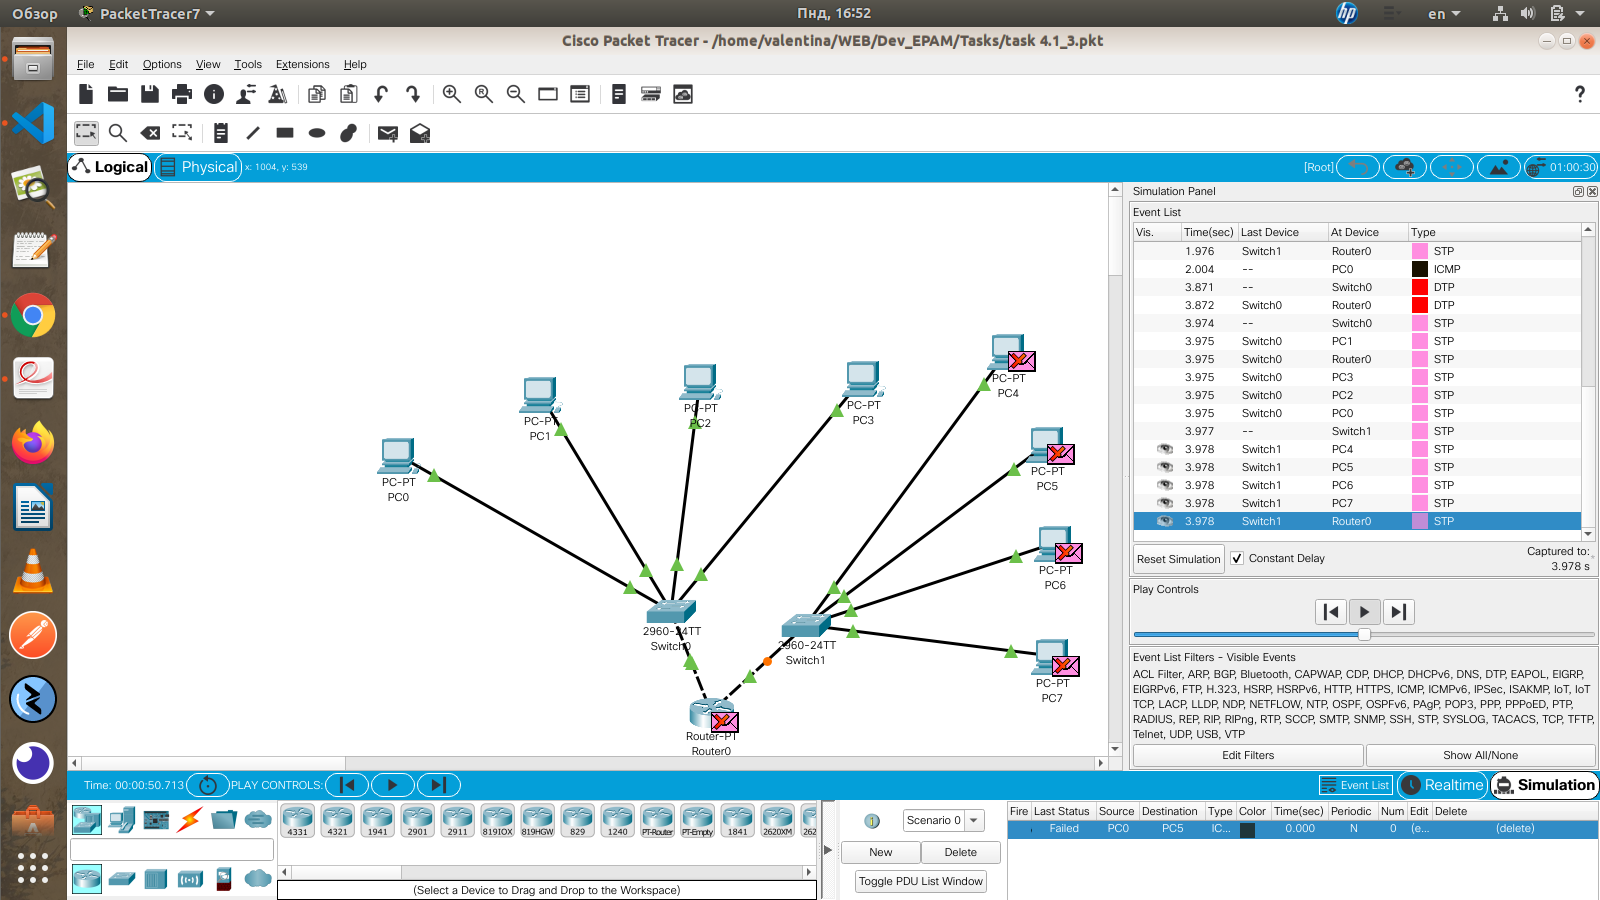 Обзор
PacketTracer7
Пнд, 16:52
en
Cisco Packet Tracer - /home/valentina/WEB/Dev_EPAM/Tasks/task 4.1_3.pkt
File Edit Options View Tools Extensions Help
Logical
Physical
x: 1004, y: 539
[Root]
01:00:30
PC-PT
PC0
PC-PT
PC1
PC-PT
PC2
PC-PT
PC3
PC-PT
PC4
PC-PT
PC5
PC-PT
PC6
PC-PT
PC7
2960-24TT
Switch0
2960-24TT
Switch1
Router-PT
Router0
Simulation Panel
Event List
Vis. Time(sec) Last Device At Device Type
1.976 Switch1 Router0 STP
2.004 -- PC0 ICMP
3.871 -- Switch0 DTP
3.872 Switch0 Router0 DTP
3.974 -- Switch0 STP
3.975 Switch0 PC1 STP
3.975 Switch0 Router0 STP
3.975 Switch0 PC3 STP
3.975 Switch0 PC2 STP
3.975 Switch0 PC0 STP
3.977 -- Switch1 STP
3.978 Switch1 PC4 STP
3.978 Switch1 PC5 STP
3.978 Switch1 PC6 STP
3.978 Switch1 PC7 STP
3.978 Switch1 Router0 STP
Reset Simulation
Constant Delay
Captured to:
3.978 s
Play Controls
Event List Filters - Visible Events
ACL Filter, ARP, BGP, Bluetooth, CAPWAP, CDP, DHCP, DHCPv6, DNS, DTP, EAPOL, EIGRP,
EIGRPv6, FTP, H.323, HSRP, HSRPv6, HTTP, HTTPS, ICMP, ICMPv6, IPSec, ISAKMP, IoT, IoT
TCP, LACP, LLDP, NDP, NETFLOW, NTP, OSPF, OSPFv6, PAgP, POP3, PPP, PPPoED, PTP,
RADIUS, REP, RIP, RIPng, RTP, SCCP, SMTP, SNMP, SSH, STP, SYSLOG, TACACS, TCP, TFTP,
Telnet, UDP, USB, VTP
Edit Filters
Show All/None
Time: 00:00:50.713
PLAY CONTROLS:
Event List
Realtime
Simulation
4331
4321
1941
2901
2911
819IOX
819HGW
829
1240
PT-Router
PT-Empty
1841
2620XM
262
(Select a Device to Drag and Drop to the Workspace)
Scenario 0
New
Delete
Toggle PDU List Window
Fire Last Status Source Destination Type Color Time(sec) Periodic Num Edit Delete
Failed PC0 PC5 IC... 0.000 N 0 (e... (delete)